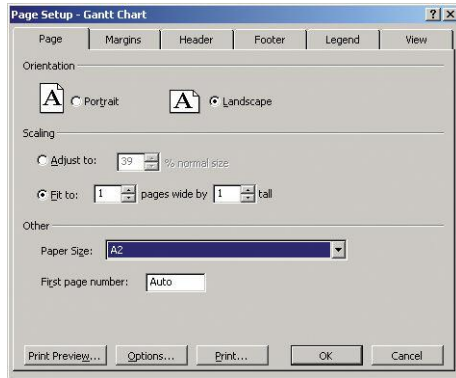 Page Setup - Gantt Chart
Page Margins Header Footer Legend View
Orientation
A Portrait A Landscape
Scaling
Adjust to: 39 % normal size
Fit to: 1 pages wide by 1 tall
Other
Paper Size: A2
First page number: Auto
Print Preview... Options... Print... OK Cancel